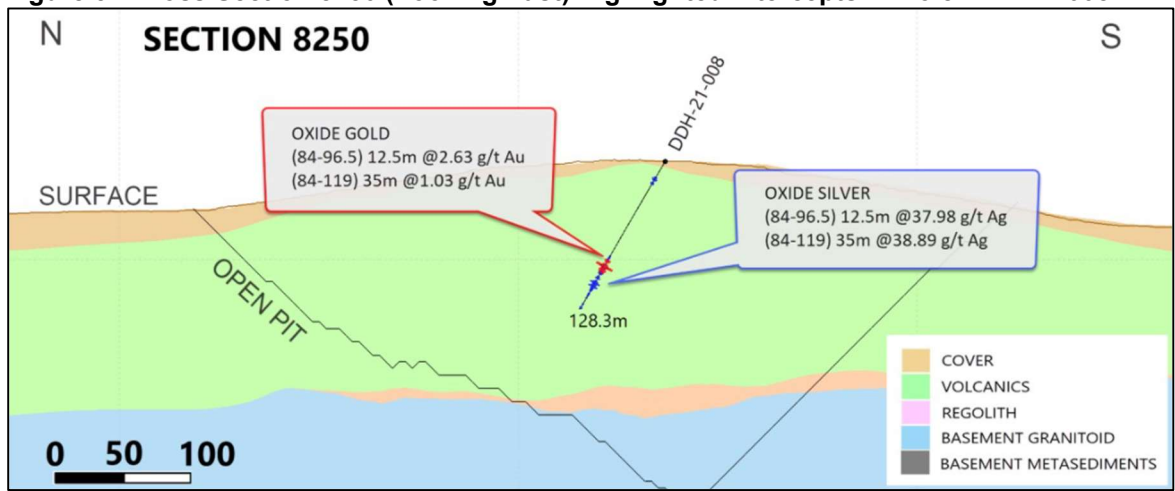 N
SECTION 8250
S
DDH-21-008
OXIDE GOLD
(84-96.5) 12.5m @2.63 g/t Au
(84-119) 35m @1.03 g/t Au
OXIDE SILVER
(84-96.5) 12.5m @37.98 g/t Ag
(84-119) 35m @38.89 g/t Ag
SURFACE
OPEN PIT
128.3m
COVER
VOLCANICS
REGOLITH
BASEMENT GRANITOID
BASEMENT METASEDIMENTS
0 50 100